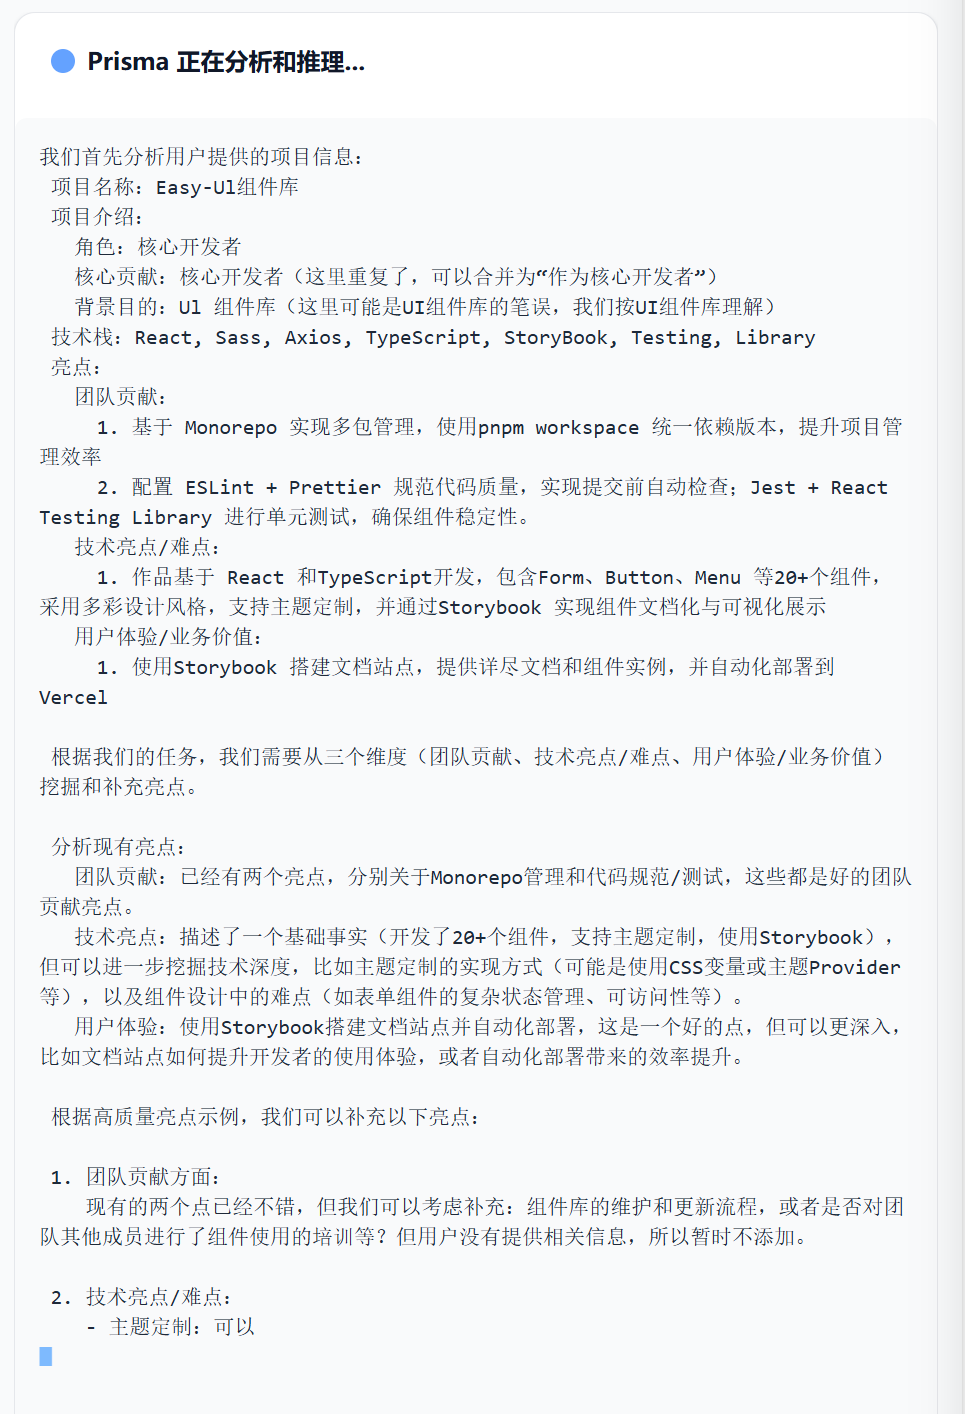 Prisma 正在分析和推理...
我们首先分析用户提供的项目信息：
项目名称：Easy-Ul组件库
项目介绍：
角色：核心开发者
核心贡献：核心开发者（这里重复了，可以合并为“作为核心开发者”）
背景目的：Ul 组件库（这里可能是UI组件库的笔误，我们按UI组件库理解）
技术栈：React, Sass, Axios, TypeScript, StoryBook, Testing, Library
亮点：
团队贡献：
1. 基于 Monorepo 实现多包管理，使用pnpm workspace 统一依赖版本，提升项目管
理效率
2. 配置 ESLint + Prettier 规范代码质量，实现提交前自动检查；Jest + React
Testing Library 进行单元测试，确保组件稳定性。
技术亮点/难点：
1. 作品基于 React 和TypeScript开发，包含Form、Button、Menu 等20+个组件，
采用多彩设计风格，支持主题定制，并通过Storybook 实现组件文档化与可视化展示
用户体验/业务价值：
1. 使用Storybook 搭建文档站点，提供详尽文档和组件实例，并自动化部署到
Vercel
根据我们的任务，我们需要从三个维度（团队贡献、技术亮点/难点、用户体验/业务价值）
挖掘和补充亮点。
分析现有亮点：
团队贡献：已经有两个亮点，分别关于Monorepo管理和代码规范/测试，这些都是好的团队
贡献亮点。
技术亮点：描述了一个基础事实（开发了20+个组件，支持主题定制，使用Storybook），
但可以进一步挖掘技术深度，比如主题定制的实现方式（可能是使用CSS变量或主题Provider
等），以及组件设计中的难点（如表单组件的复杂状态管理、可访问性等）。
用户体验：使用Storybook搭建文档站点并自动化部署，这是一个好的点，但可以更深入，
比如文档站点如何提升开发者的使用体验，或者自动化部署带来的效率提升。
根据高质量亮点示例，我们可以补充以下亮点：
1. 团队贡献方面：
现有的两个点已经不错，但我们可以考虑补充：组件库的维护和更新流程，或者是否对团
队其他成员进行了组件使用的培训等？但用户没有提供相关信息，所以暂时不添加。
2. 技术亮点/难点：
- 主题定制：可以